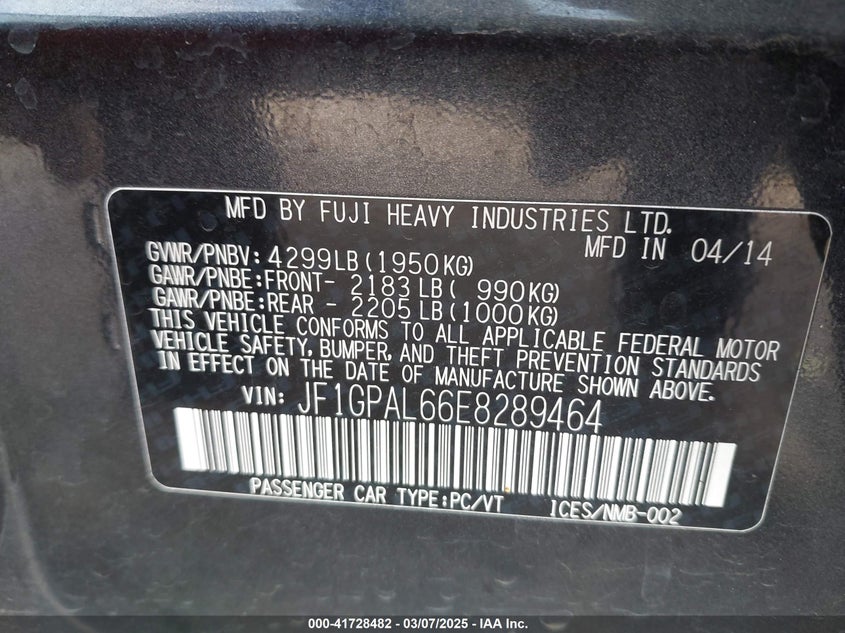 MFD BY FUJI HEAVY INDUSTRIES LTD.
MFD IN 04/14
GVWR/PNBV: 4299LB(1950KG)
GAWR/PNBE:FRONT- 2183LB( 990KG)
GAWR/PNBE:REAR - 2205LB(1000KG)
THIS VEHICLE CONFORMS TO ALL APPLICABLE FEDERAL MOTOR
VEHICLE SAFETY, BUMPER, AND THEFT PREVENTION STANDARDS
IN EFFECT ON THE DATE OF MANUFACTURE SHOWN ABOVE.
VIN: JF1GPAL66E8289464
PASSENGER CAR TYPE:PC/VT
ICES/NMB-002
000-41728482 - 03/07/2025 - IAA Inc.